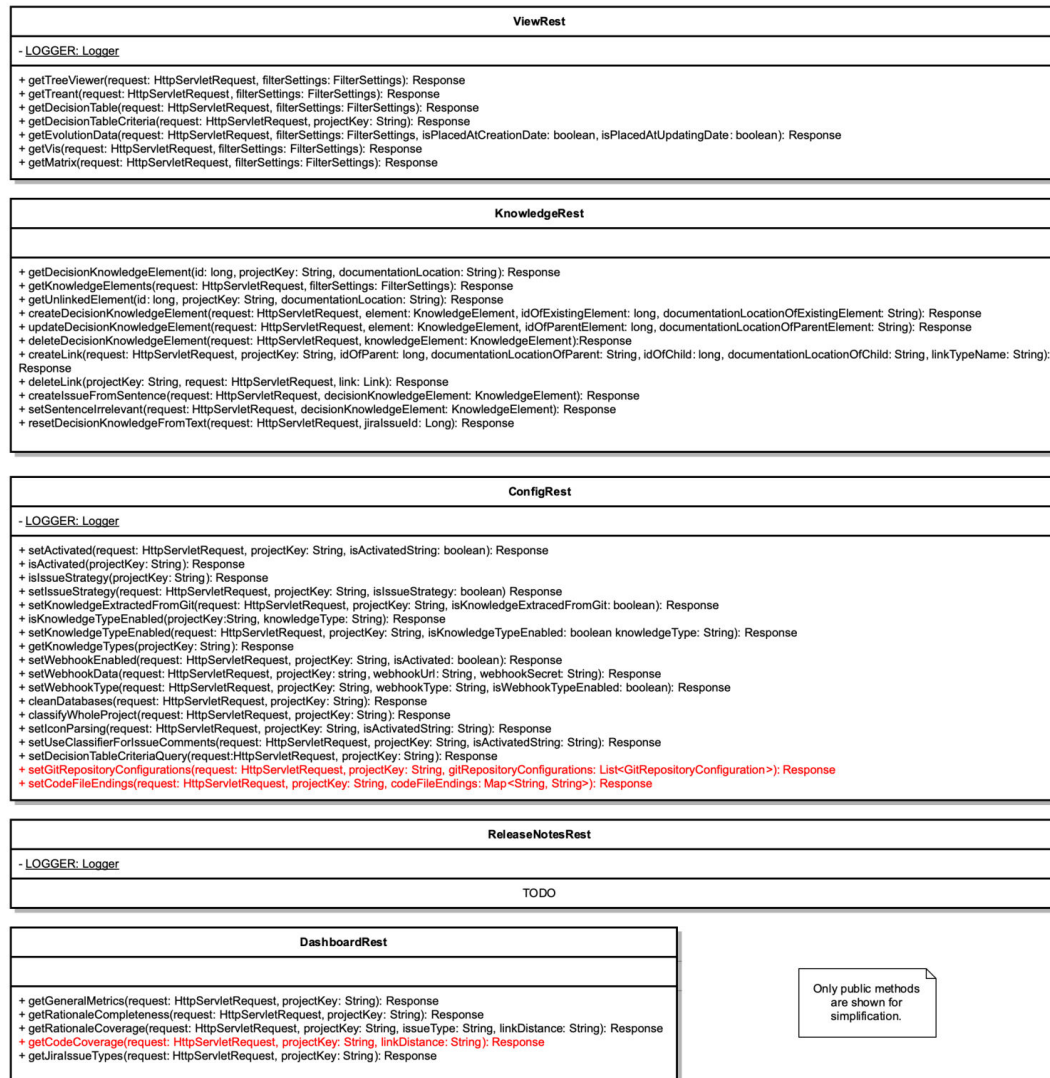 ViewRest
- LOGGER: Logger
+ getTreeViewer(request: HttpServletRequest, filterSettings: FilterSettings): Response
+ getTreant(request: HttpServletRequest, filterSettings: FilterSettings): Response
+ getDecisionTable(request: HttpServletRequest, filterSettings: FilterSettings): Response
+ getDecisionTableCriteria(request: HttpServletRequest, projectKey: String): Response
+ getEvolutionData(request: HttpServletRequest, filterSettings: FilterSettings, isPlacedAtCreationDate: boolean, isPlacedAtUpdatingDate: boolean): Response
+ getVis(request: HttpServletRequest, filterSettings: FilterSettings): Response
+ getMatrix(request: HttpServletRequest, filterSettings: FilterSettings): Response
KnowledgeRest
+ getDecisionKnowledgeElement(id: long, projectKey: String, documentationLocation: String): Response
+ getKnowledgeElements(request: HttpServletRequest, filterSettings: FilterSettings): Response
+ getUnlinkedElement(id: long, projectKey: String, documentationLocation: String): Response
+ createDecisionKnowledgeElement(request: HttpServletRequest, element: KnowledgeElement, idOfExistingElement: long, documentationLocationOfExistingElement: String): Response
+ updateDecisionKnowledgeElement(request: HttpServletRequest, element: KnowledgeElement, idOfParentElement: long, documentationLocationOfParentElement: String): Response
+ deleteDecisionKnowledgeElement(request: HttpServletRequest, knowledgeElement: KnowledgeElement):Response
+ createLink(request: HttpServletRequest, projectKey: String, idOfParent: long, documentationLocationOfParent: String, idOfChild: long, documentationLocationOfChild: String, linkTypeName: String):
Response
+ deleteLink(projectKey: String, request: HttpServletRequest, link: Link): Response
+ createIssueFromSentence(request: HttpServletRequest, decisionKnowledgeElement: KnowledgeElement): Response
+ setSentenceIrrelevant(request: HttpServletRequest, decisionKnowledgeElement: KnowledgeElement): Response
+ resetDecisionKnowledgeFromText(request: HttpServletRequest, jiraIssueId: Long): Response
ConfigRest
- LOGGER: Logger
+ setActivated(request: HttpServletRequest, projectKey: String, isActivatedString: boolean): Response
+ isActivated(projectKey: String): Response
+ isIssueStrategy(projectKey: String): Response
+ setIssueStrategy(request: HttpServletRequest, projectKey: String, isIssueStrategy: boolean) Response
+ setKnowledgeExtractedFromGit(request: HttpServletRequest, projectKey: String, isKnowledgeExtracedFromGit: boolean): Response
+ isKnowledgeTypeEnabled(projectKey:String, knowledgeType: String): Response
+ setKnowledgeTypeEnabled(request: HttpServletRequest, projectKey: String, isKnowledgeTypeEnabled: boolean knowledgeType: String): Response
+ getKnowledgeTypes(projectKey: String): Response
+ setWebhookEnabled(request: HttpServletRequest, projectKey: String, isActivated: boolean): Response
+ setWebhookData(request: HttpServletRequest, projectKey: string, webhookUrl: String, webhookSecret: String): Response
+ setWebhookType(request: HttpServletRequest, projectKey: String, webhookType: String, isWebhookTypeEnabled: boolean): Response
+ cleanDatabases(request: HttpServletRequest, projectKey: String): Response
+ classifyWholeProject(request: HttpServletRequest, projectKey: String): Response
+ setIconParsing(request: HttpServletRequest, projectKey: String, isActivatedString: String): Response
+ setUseClassifierForIssueComments(request: HttpServletRequest, projectKey: String, isActivatedString: String): Response
+ setDecisionTableCriteriaQuery(request:HttpServletRequest, projectKey: String): Response
+ setGitRepositoryConfigurations(request: HttpServletRequest, projectKey: String, gitRepositoryConfigurations: List<GitRepositoryConfiguration>): Response
+ setCodeFileEndings(request: HttpServletRequest, projectKey: String, codeFileEndings: Map<String, String>): Response
ReleaseNotesRest
- LOGGER: Logger
TODO
DashboardRest
+ getGeneralMetrics(request: HttpServletRequest, projectKey: String): Response
+ getRationaleCompleteness(request: HttpServletRequest, projectKey: String): Response
+ getRationaleCoverage(request: HttpServletRequest, projectKey: String, issueType: String, linkDistance: String): Response
+ getCodeCoverage(request: HttpServletRequest, projectKey: String, linkDistance: String): Response
+ getJiraIssueTypes(request: HttpServletRequest, projectKey: String): Response
Only public methods
are shown for
simplification.